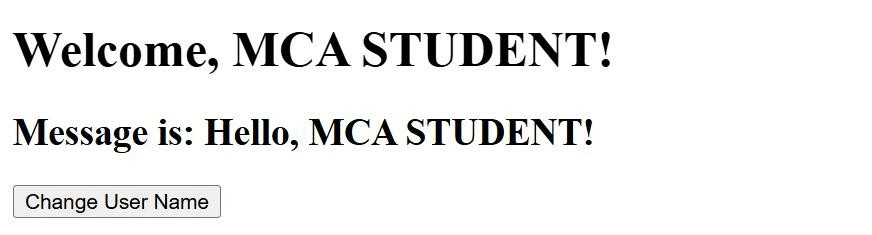 Welcome, MCA STUDENT!
Message is: Hello, MCA STUDENT!
Change User Name